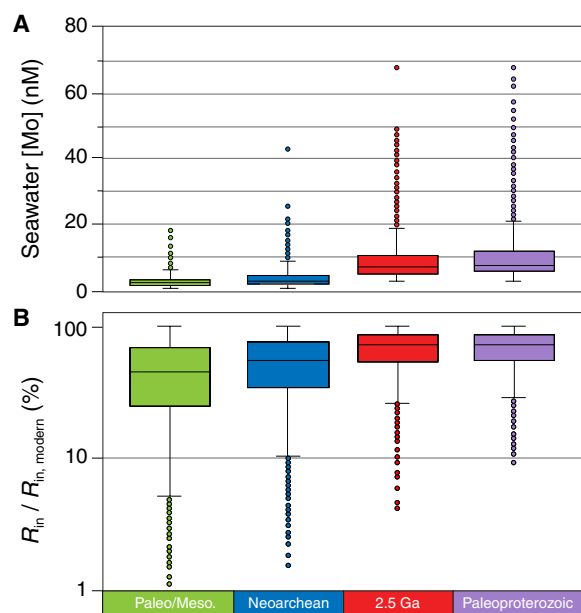 A
Seawater [Mo] (nM)
80
60
40
20
0
B
R_in / R_in, modern (%)
100
10
1
Paleo/Meso.
Neoarchean
2.5 Ga
Paleoproterozoic